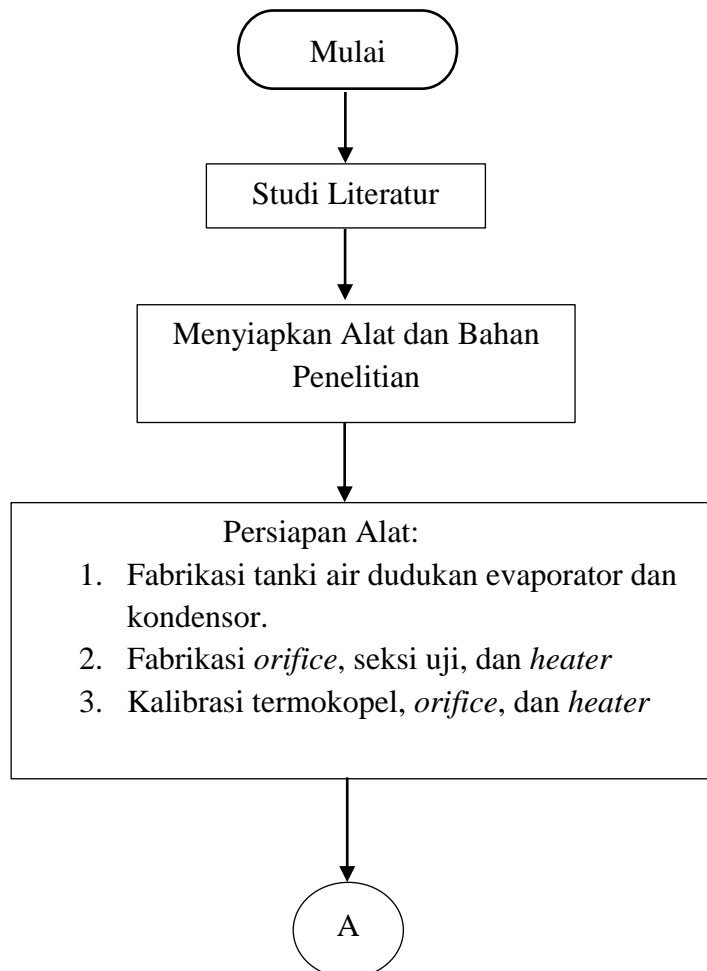 Mulai
Studi Literatur
Menyiapkan Alat dan Bahan
Penelitian
Persiapan Alat:
1. Fabrikasi tanki air dudukan evaporator dan
kondensor.
2. Fabrikasi orifice, seksi uji, dan heater
3. Kalibrasi termokopel, orifice, dan heater
A